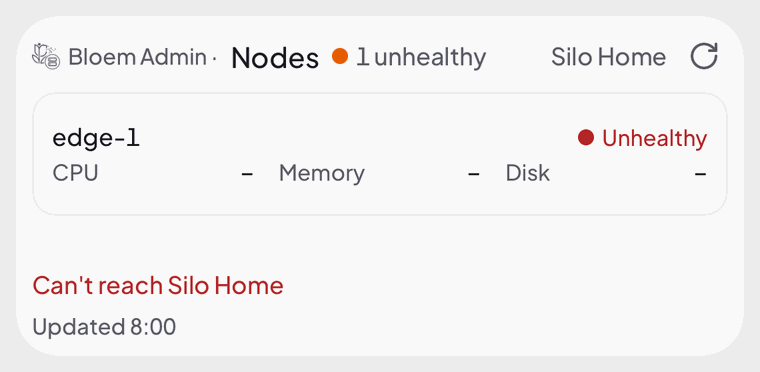 Bloem Admin · Nodes 1 unhealthy Silo Home
edge-1 Unhealthy
CPU – Memory – Disk –
Can't reach Silo Home
Updated 8:00